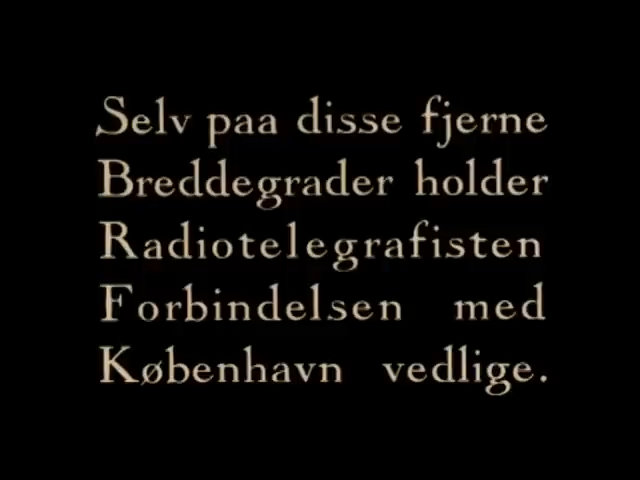 Selv paa disse fjerne
Breddegrader holder
Radiotelegrafisten
Forbindelsen med
København vedlige.